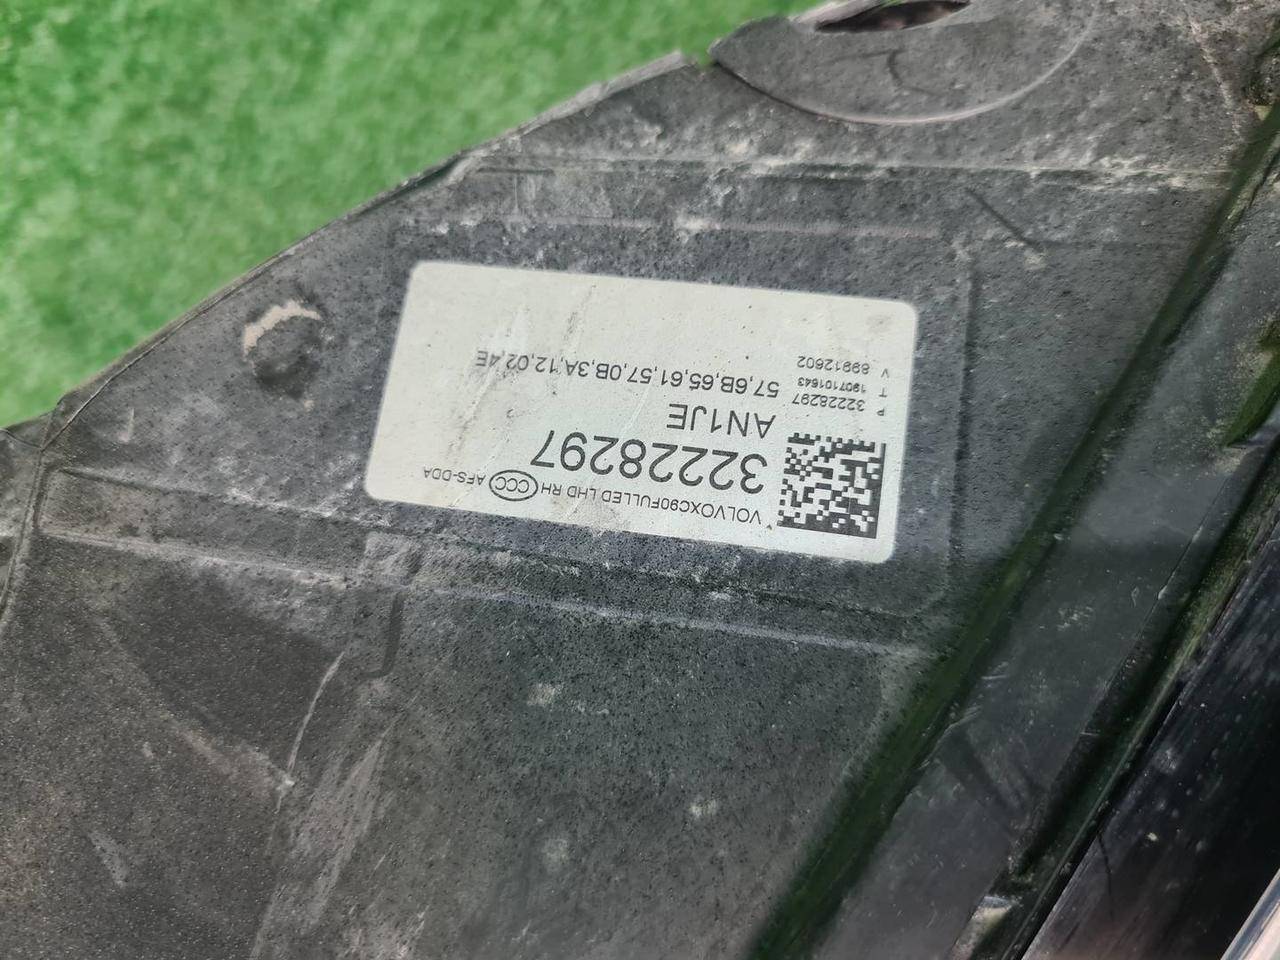 VOLVOXC90FULLED LHD RH CCC AFS-DDA
32228297
AN1JE
P 32228297
T 1907101643
V 89912602
57,6B,65,61,57,0B,3A,12,02,4E